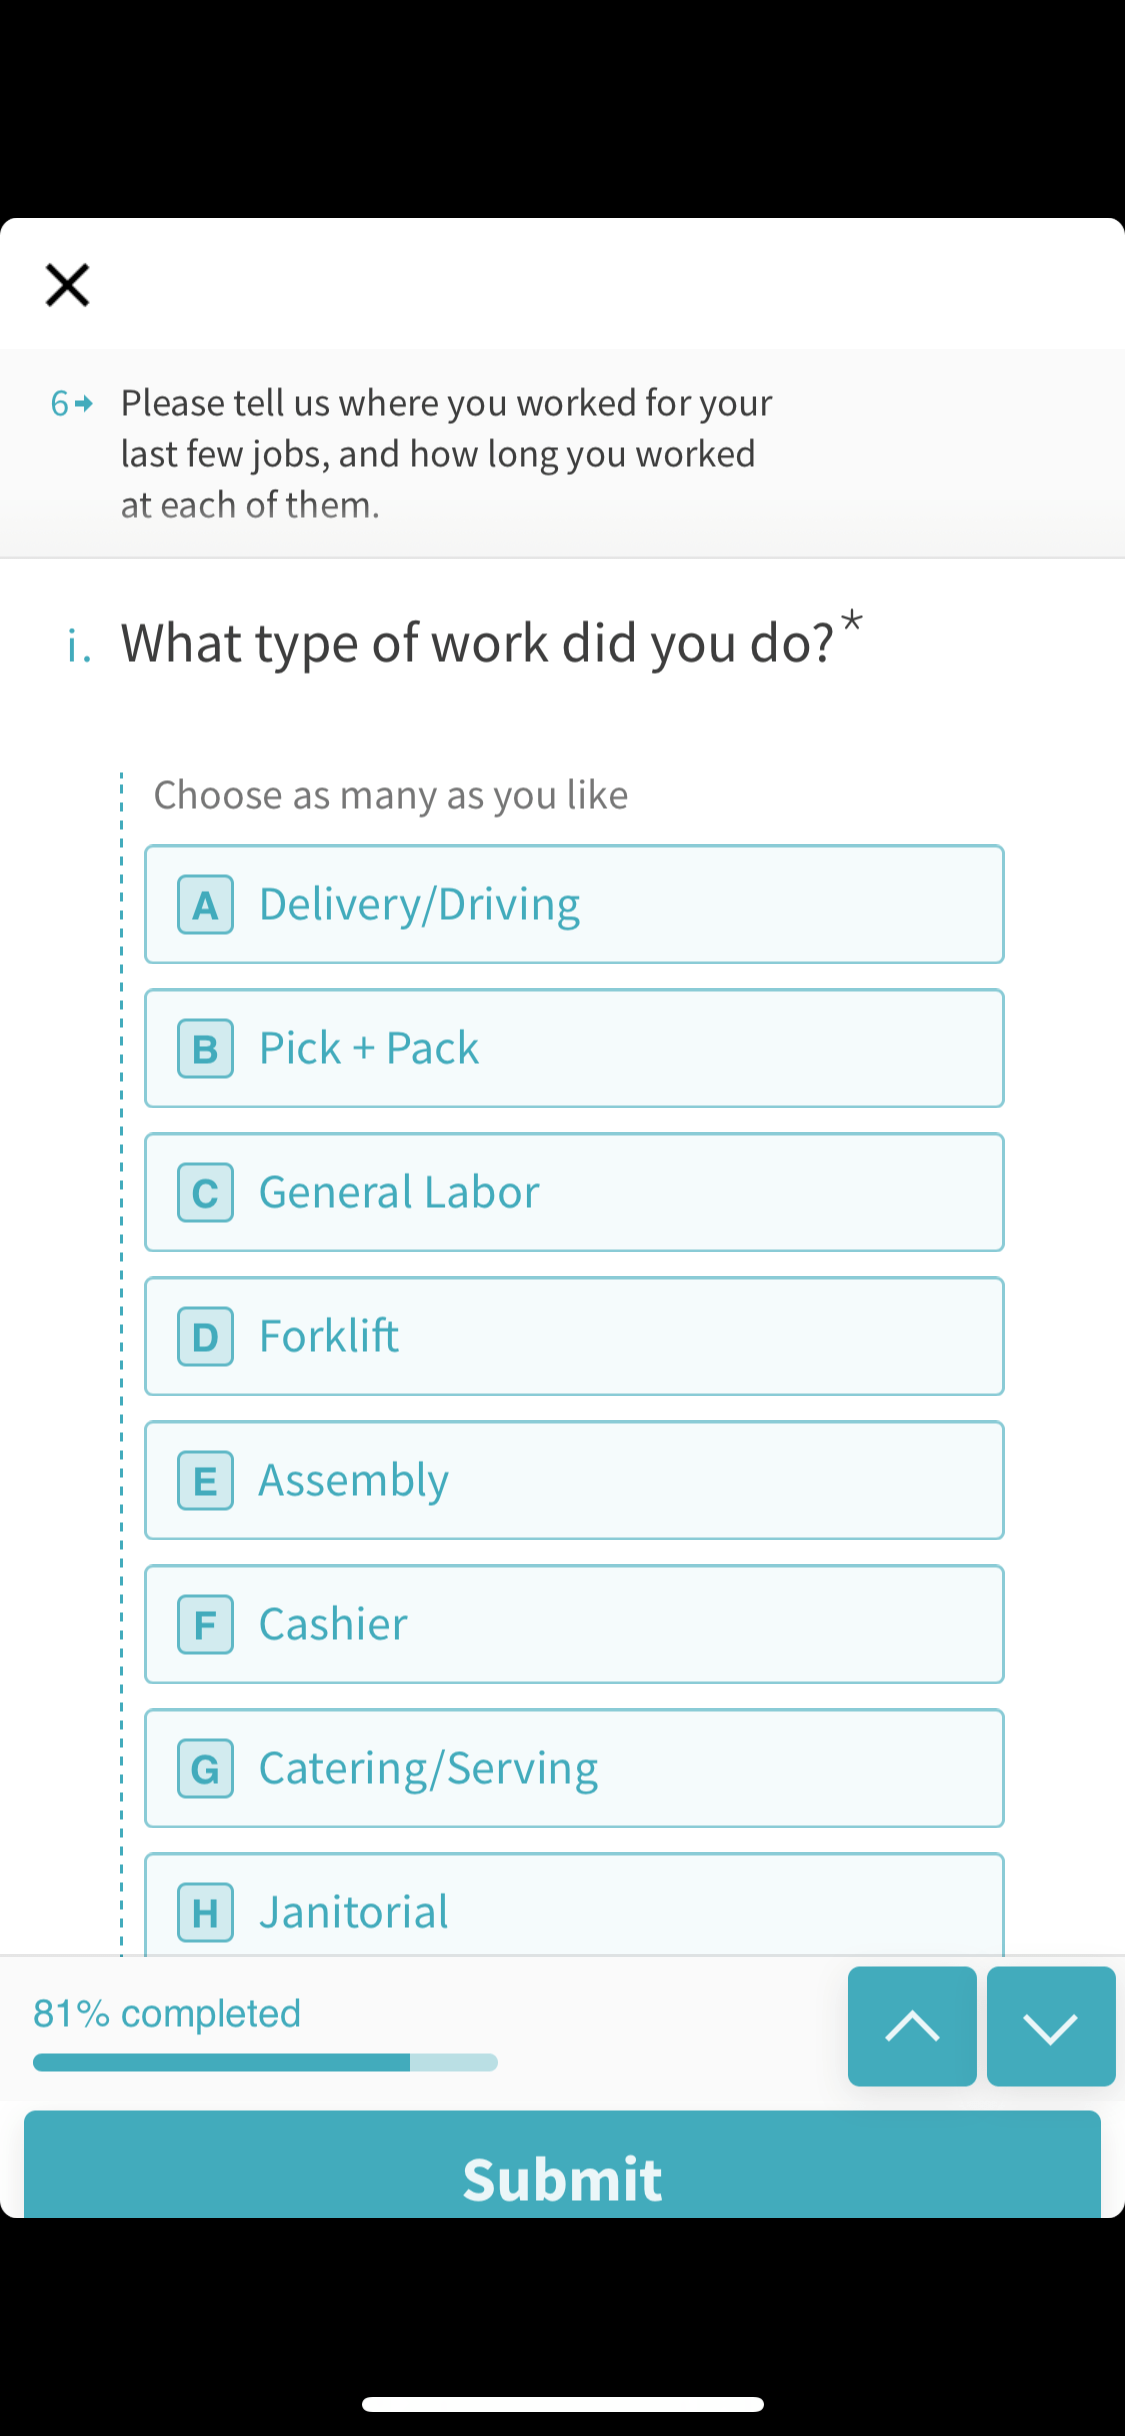 6 Please tell us where you worked for your
last few jobs, and how long you worked
at each of them.
i. What type of work did you do?*
Choose as many as you like
A Delivery/Driving
B Pick + Pack
C General Labor
D Forklift
E Assembly
F Cashier
G Catering/Serving
H Janitorial
81% completed
Submit